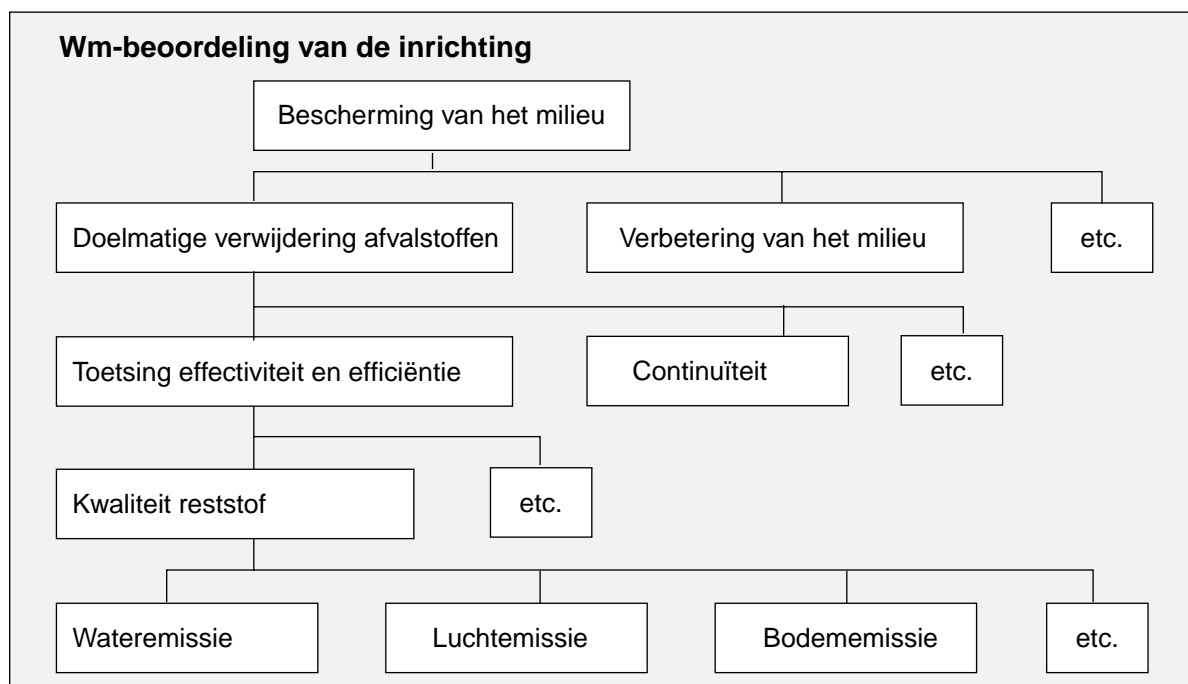 Wm-beoordeling van de inrichting
Bescherming van het milieu
Doelmatige verwijdering afvalstoffen
Verbetering van het milieu
etc.
Toetsing effectiviteit en efficiëntie
Continuïteit
etc.
Kwaliteit reststof
etc.
Wateremissie
Luchtemissie
Bodememissie
etc.